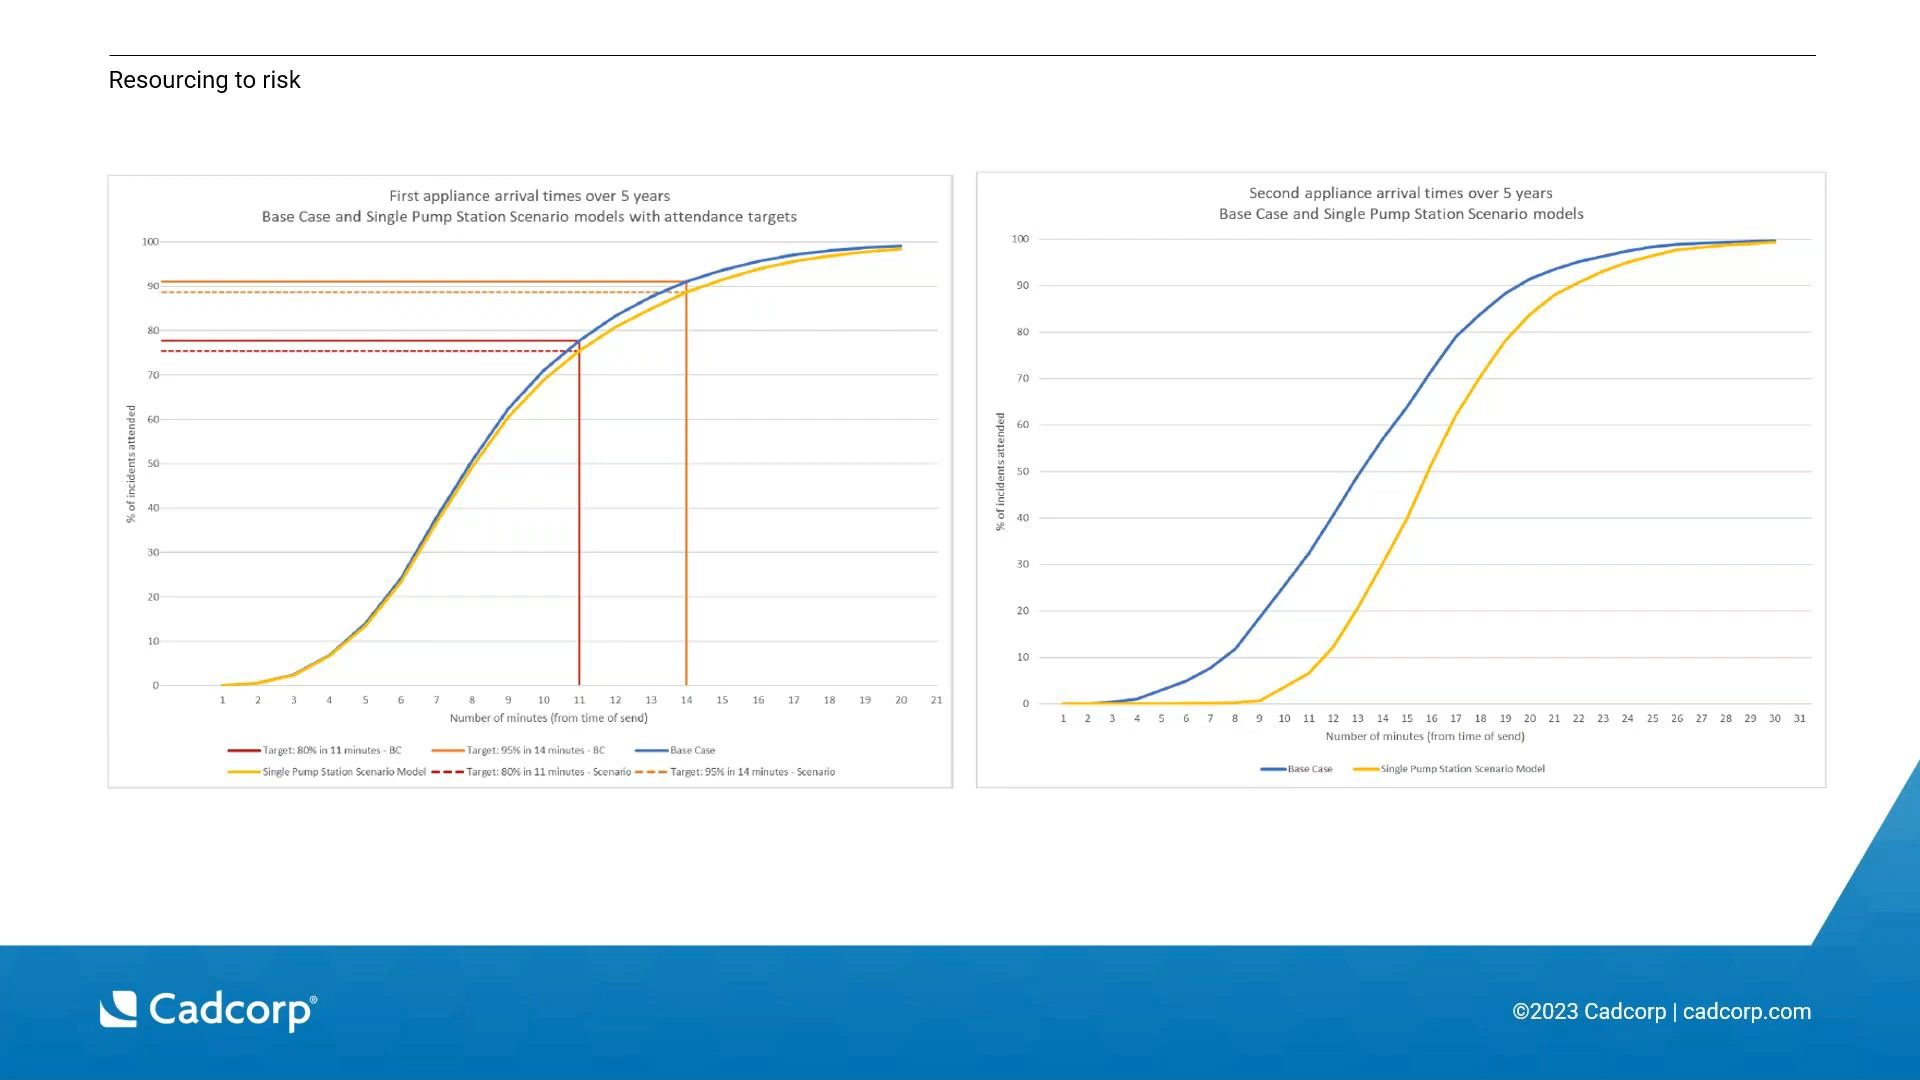 Resourcing to risk
First appliance arrival times over 5 years
Base Case and Single Pump Station Scenario models with attendance targets
100
90
80
70
60
50
40
30
20
10
0
% of incidents attended
1 2 3 4 5 6 7 8 9 10 11 12 13 14 15 16 17 18 19 20 21
Number of minutes (from time of send)
Target: 80% in 11 minutes - BC Target: 95% in 14 minutes - BC Base Case
Single Pump Station Scenario Model Target: 80% in 11 minutes - Scenario Target: 95% in 14 minutes - Scenario
Second appliance arrival times over 5 years
Base Case and Single Pump Station Scenario models
100
90
80
70
60
50
40
30
20
10
0
% of incidents attended
1 2 3 4 5 6 7 8 9 10 11 12 13 14 15 16 17 18 19 20 21 22 23 24 25 26 27 28 29 30 31
Number of minutes (from time of send)
Base Case Single Pump Station Scenario Model
Cadcorp®
©2023 Cadcorp | cadcorp.com